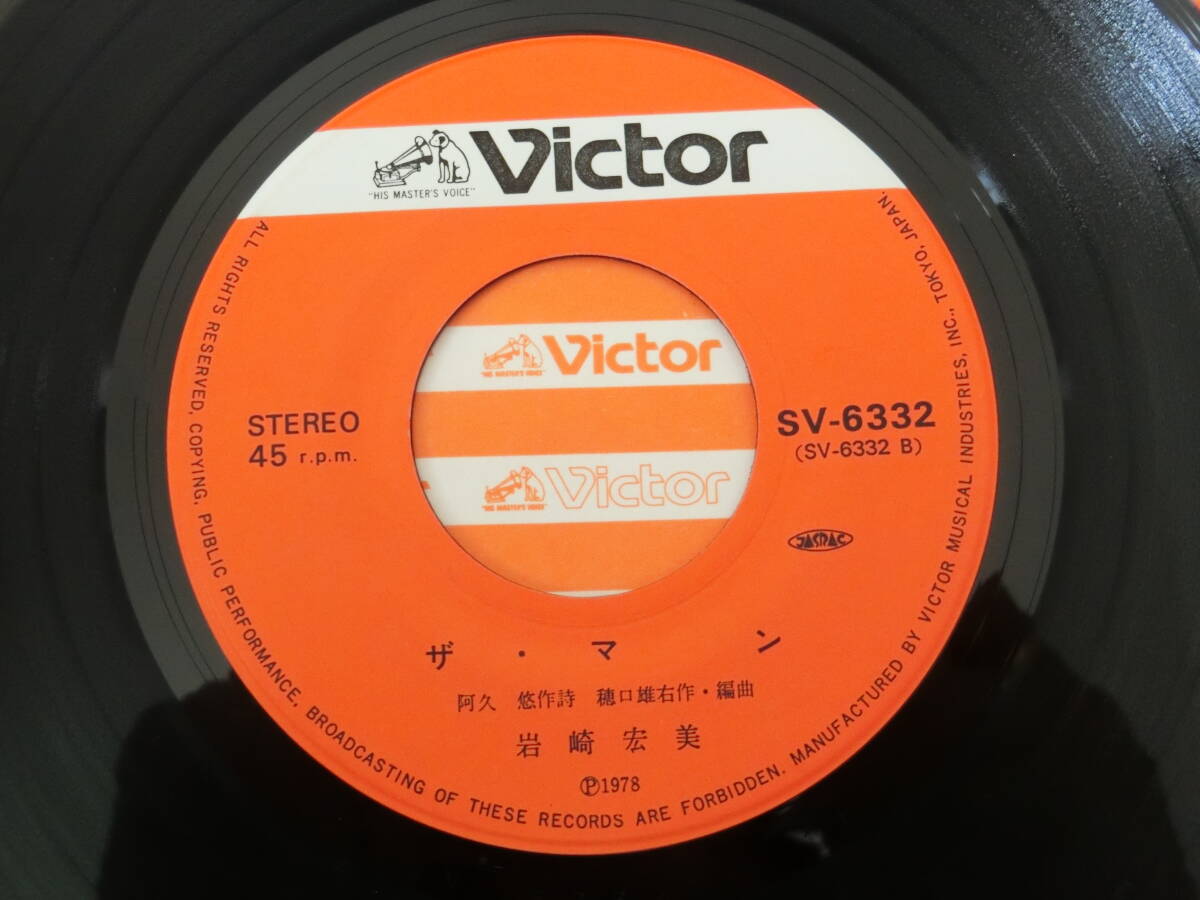 Victor
"HIS MASTER'S VOICE"
Victor
"HIS MASTER'S VOICE"
STEREO
45 r.p.m.
SV-6332
(SV-6332 B)
Victor
"HIS MASTER'S VOICE"
JASRAC
ザ・マン
阿久 悠作詩 穂口雄右作・編曲
岩崎宏美
Ⓟ1978
ALL RIGHTS RESERVED, COPYING, PUBLIC PERFORMANCE, BROADCASTING OF THESE RECORDS ARE FORBIDDEN. MANUFACTURED BY VICTOR MUSICAL INDUSTRIES, INC., TOKYO, JAPAN.